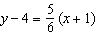 y − 4 = 5/6 (x + 1)